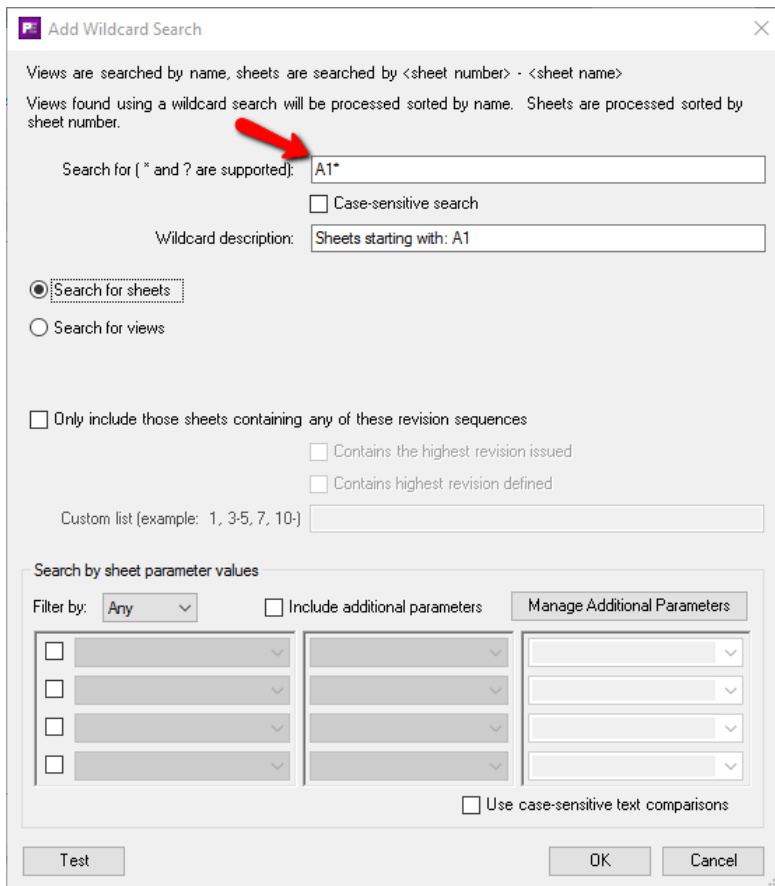 PE Add Wildcard Search
Views are searched by name, sheets are searched by <sheet number> - <sheet name>
Views found using a wildcard search will be processed sorted by name. Sheets are processed sorted by
sheet number.
Search for ( * and ? are supported): A1*
Case-sensitive search
Wildcard description: Sheets starting with: A1
Search for sheets
Search for views
Only include those sheets containing any of these revision sequences
Contains the highest revision issued
Contains highest revision defined
Custom list (example: 1, 3-5, 7, 10-)
Search by sheet parameter values
Filter by: Any Include additional parameters Manage Additional Parameters
Use case-sensitive text comparisons
Test OK Cancel